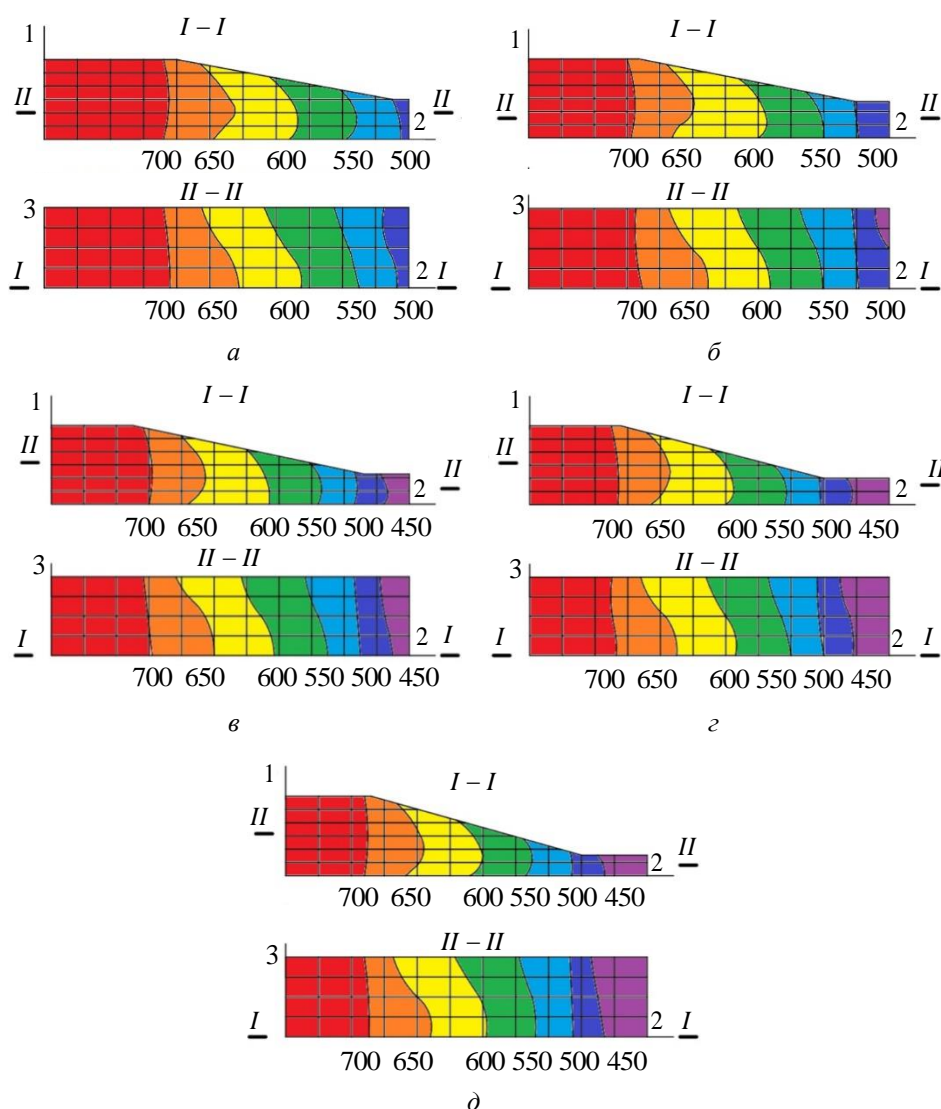 I – I I – I
1 1
II II II II
2 2
700 650 600 550 500 700 650 600 550 500
II – II II – II
3 3
I 2 I I 2 I
700 650 600 550 500 700 650 600 550 500
а б
I – I I – I
1 1
II II II II
2 2
700 650 600 550 500 450 700 650 600 550 500 450
II – II II – II
3 3
I 2 I I 2 I
700 650 600 550 500 450 700 650 600 550 500 450
в г
I – I
1
II II
2
700 650 600 550 500 450
II – II
3
I 2 I
700 650 600 550 500 450
д